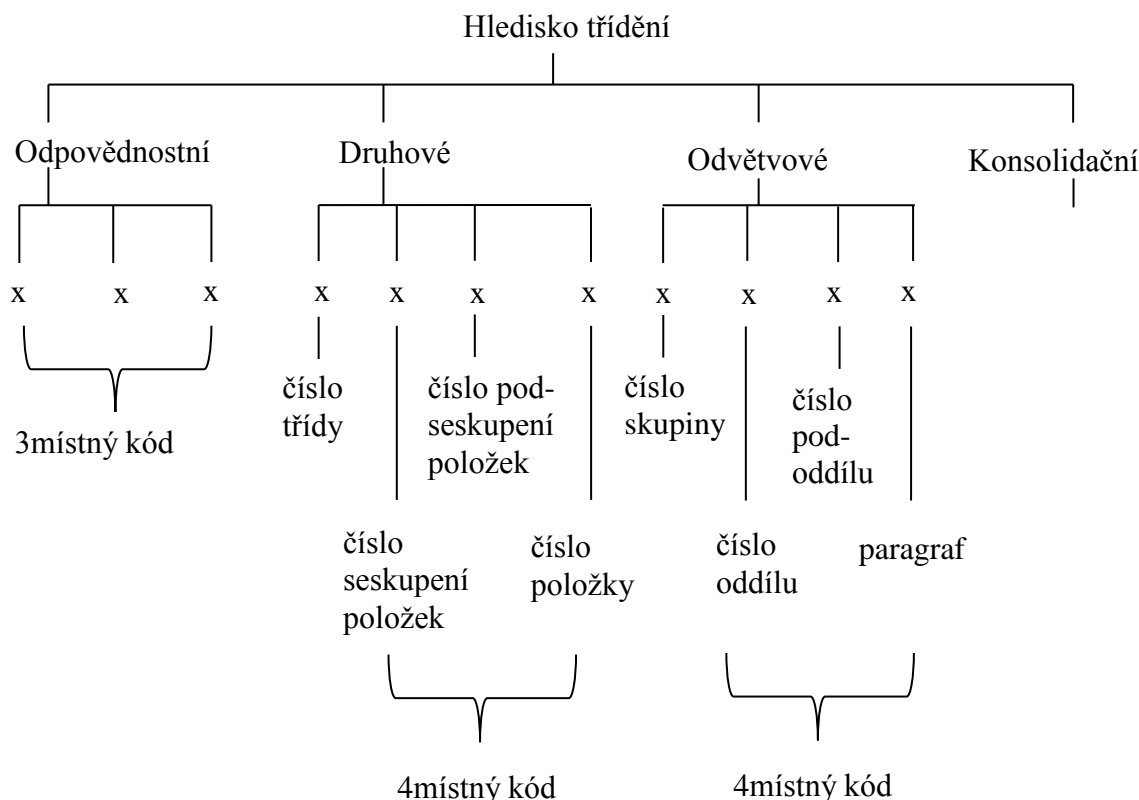 Hledisko třídění
Odpovědnostní
Druhové
Odvětvové
Konsolidační
x x x x x x x x x x x
3místný kód
číslo
třídy
číslo pod-
seskupení
položek
číslo
skupiny
číslo
pod-
oddílu
číslo
seskupení
položek
číslo
položky
číslo
oddílu
paragraf
4místný kód
4místný kód